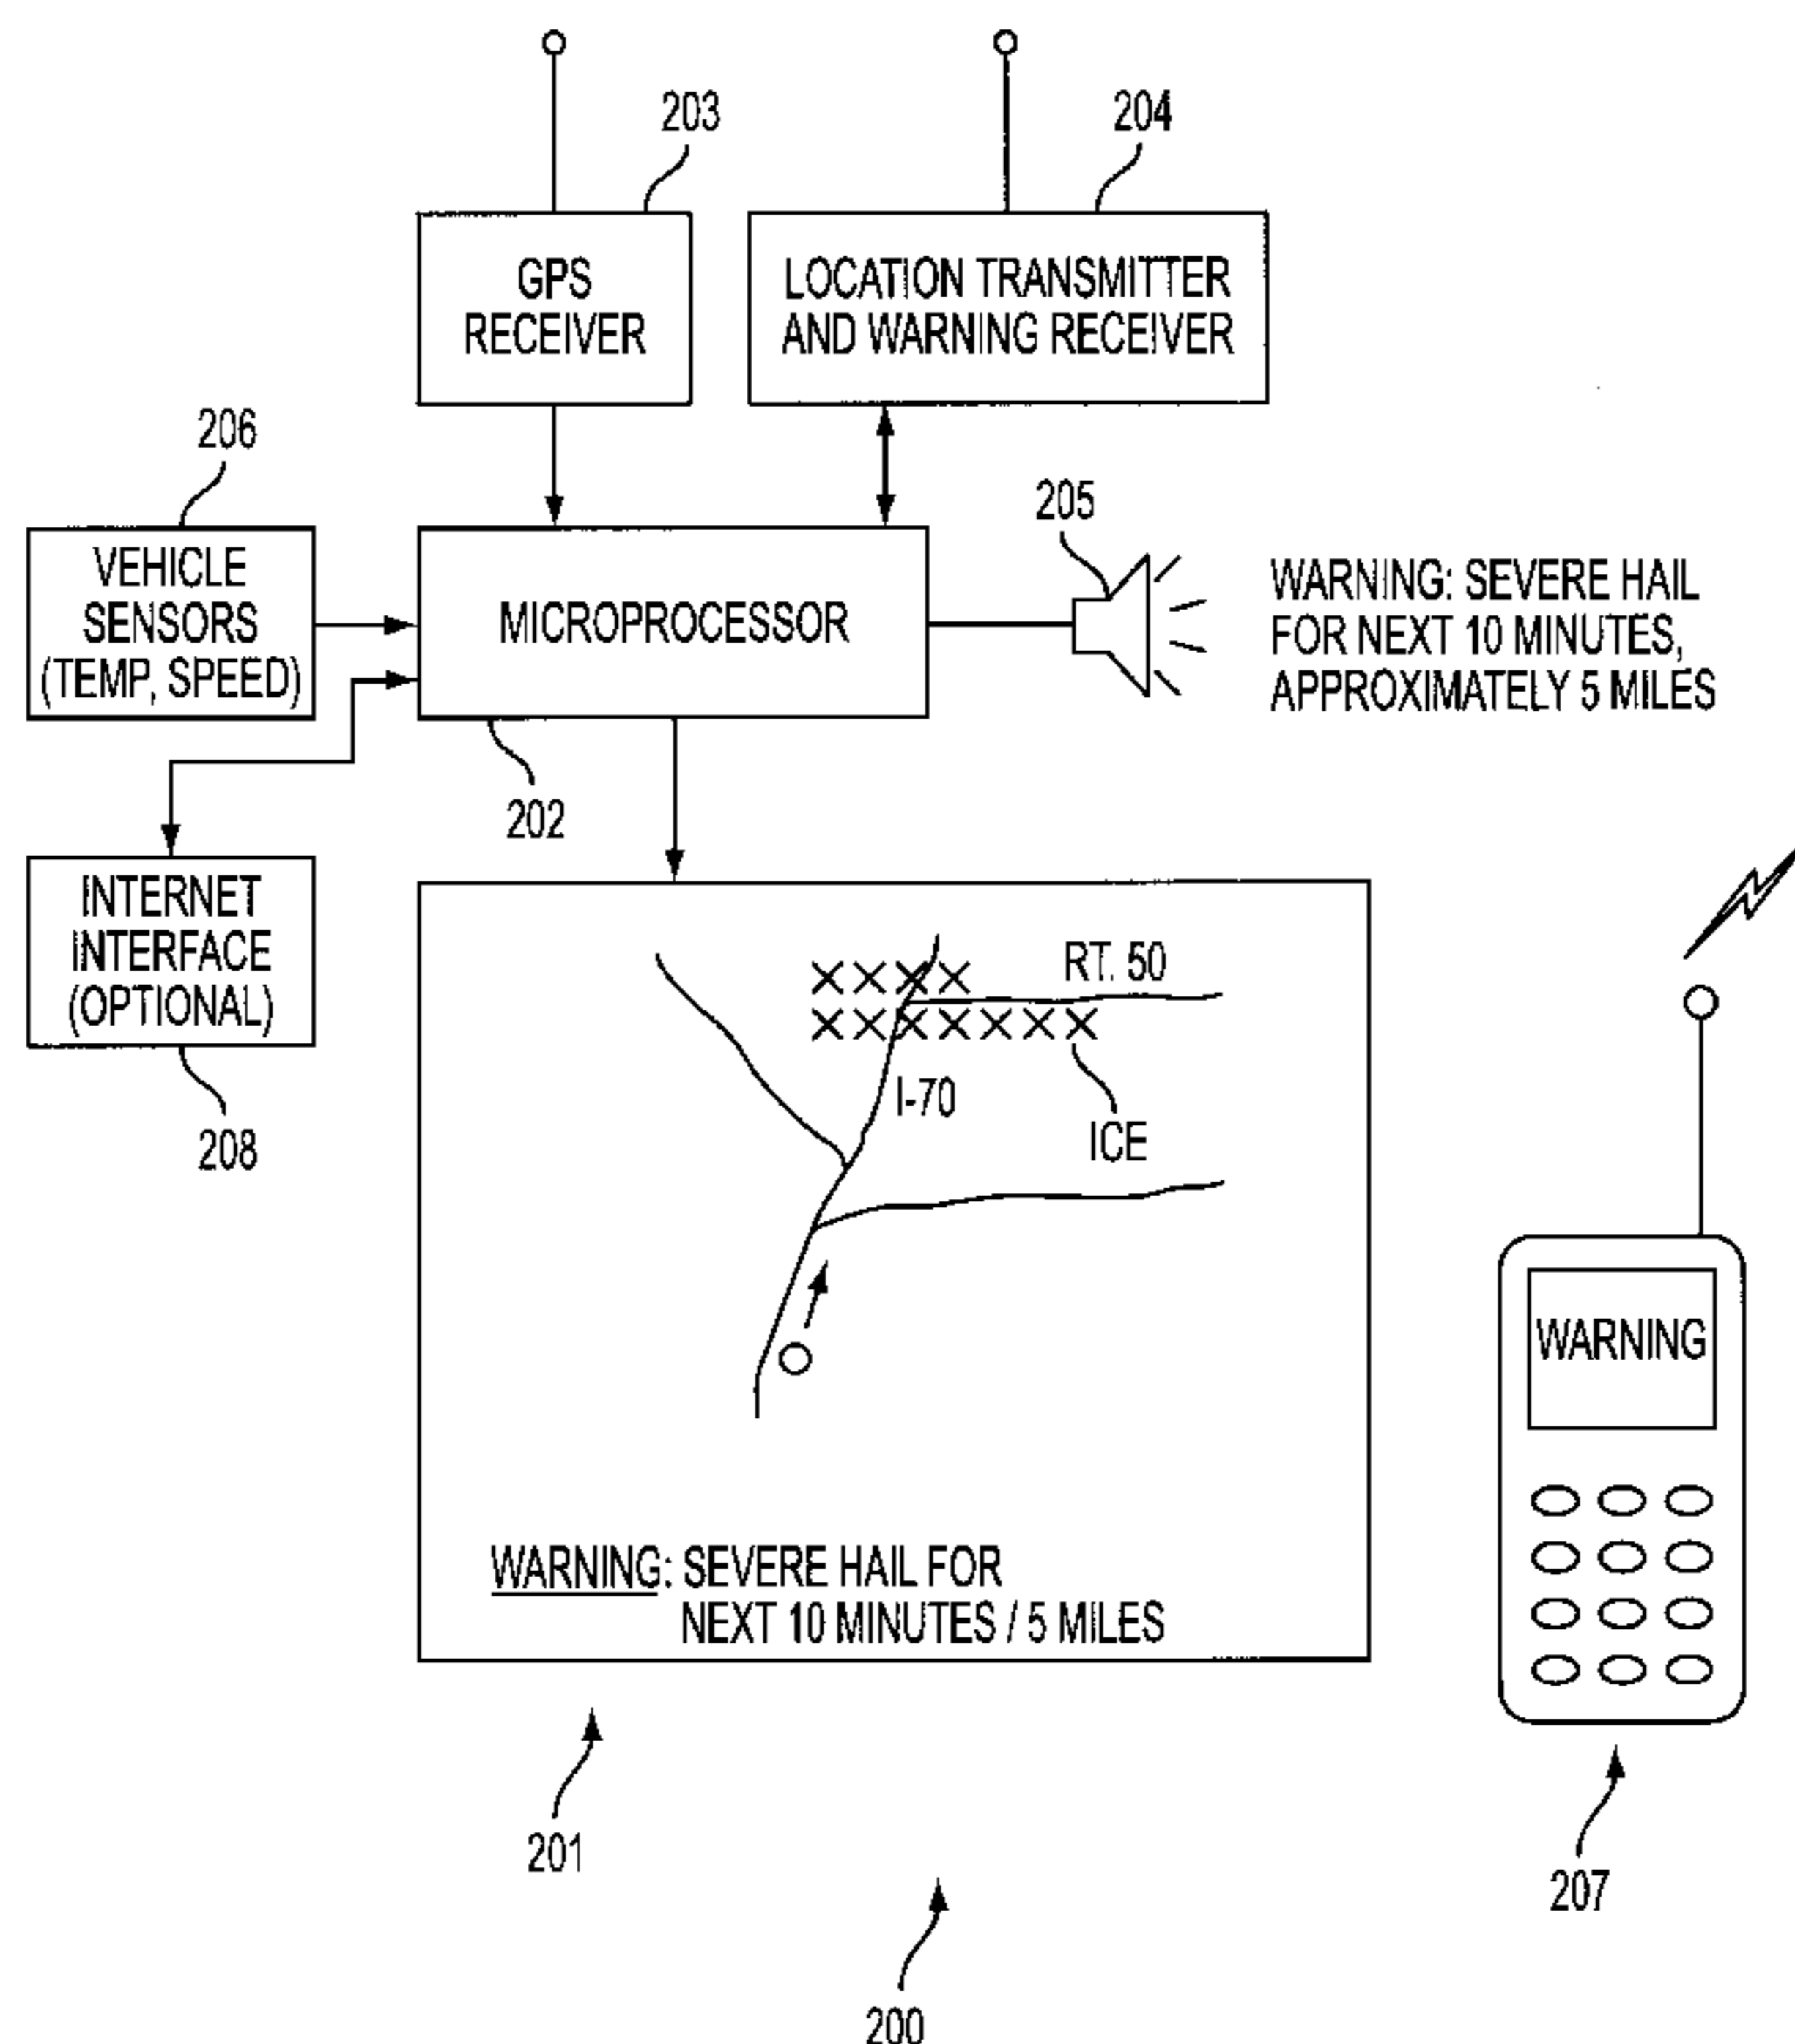 203
204
GPS
RECEIVER
LOCATION TRANSMITTER
AND WARNING RECEIVER
206
205
VEHICLE
SENSORS
(TEMP, SPEED)
MICROPROCESSOR
WARNING: SEVERE HAIL
FOR NEXT 10 MINUTES,
APPROXIMATELY 5 MILES
202
INTERNET
INTERFACE
(OPTIONAL)
208
RT. 50
I-70
ICE
WARNING
WARNING: SEVERE HAIL FOR
NEXT 10 MINUTES / 5 MILES
201
207
200